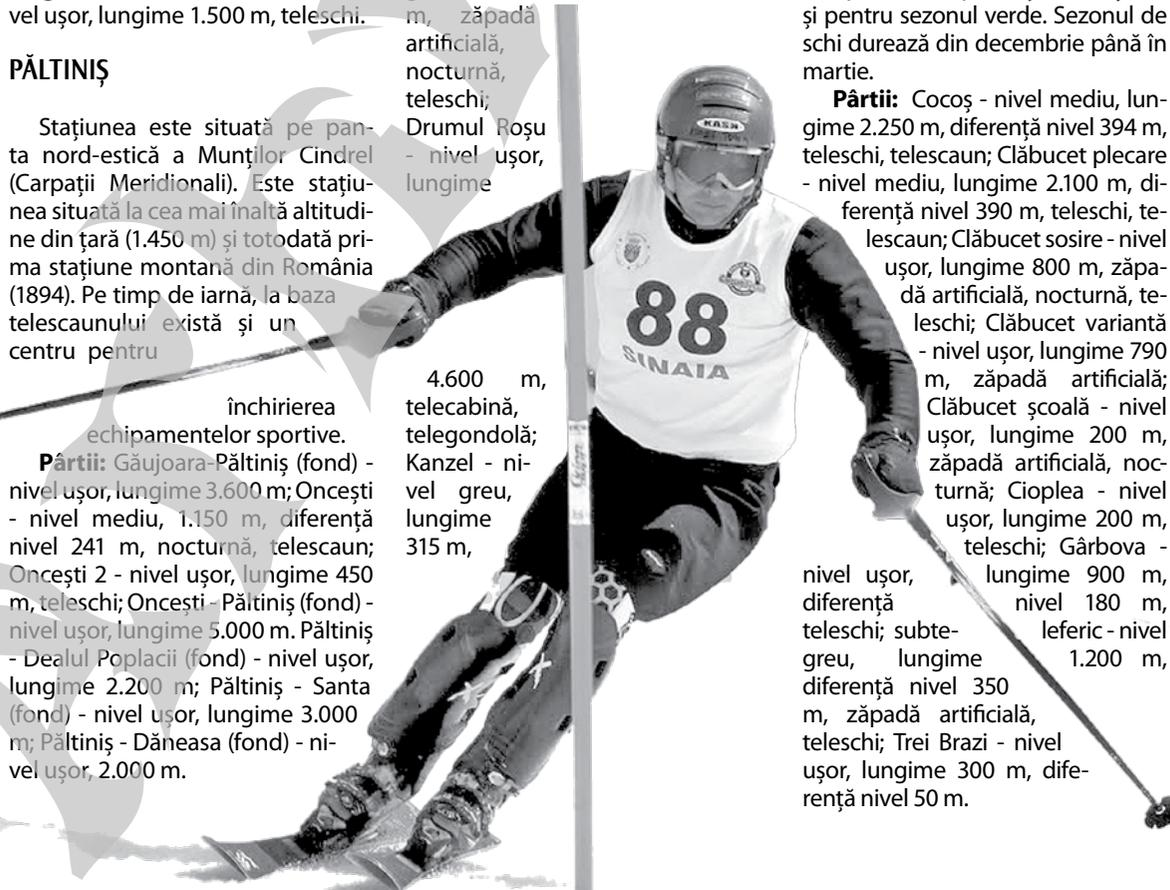 vel ușor, lungime 1.500 m, teleschi.
PĂLTINIȘ
Stațiunea este situată pe pan-
ta nord-estică a Munților Cindrel
(Carpații Meridionali). Este stațiu-
nea situată la cea mai înaltă altitudi-
ne din țară (1.450 m) și totodată pri-
ma stațiune montană din România
(1894). Pe timp de iarnă, la baza
telescaunului există și un
centru pentru
închirierea
echipamentelor sportive.
Pârtii: Găujoara-Păltiniș (fond) -
nivel ușor, lungime 3.600 m; Oncești
- nivel mediu, 1.150 m, diferență
nivel 241 m, nocturnă, telescaun;
Oncești 2 - nivel ușor, lungime 450
m, teleschi; Oncești - Păltiniș (fond) -
nivel ușor, lungime 5.000 m. Păltiniș
- Dealul Poplacii (fond) - nivel ușor,
lungime 2.200 m; Păltiniș - Santa
(fond) - nivel ușor, lungime 3.000
m; Păltiniș - Dăneasa (fond) - ni-
vel ușor, 2.000 m.
m, zăpadă
artificială,
nocturnă,
teleschi;
Drumul Roșu
- nivel ușor,
lungime
4.600 m,
telecabină,
telegondolă;
Kanzel - ni-
vel greu,
lungime
315 m,
KASK
88
SINAIA
și pentru sezonul verde. Sezonul de
schi durează din decembrie până în
martie.
Pârtii: Cocoș - nivel mediu, lun-
gime 2.250 m, diferență nivel 394 m,
teleschi, telescaun; Clăbucet plecare
- nivel mediu, lungime 2.100 m, di-
ferență nivel 390 m, teleschi, te-
lescaun; Clăbucet sosire - nivel
ușor, lungime 800 m, zăpa-
dă artificială, nocturnă, te-
leschi; Clăbucet variantă
- nivel ușor, lungime 790
m, zăpadă artificială;
Clăbucet școală - nivel
ușor, lungime 200 m,
zăpadă artificială, noc-
turnă; Cioplea - nivel
ușor, lungime 200 m,
teleschi; Gârbova -
nivel ușor, lungime 900 m,
diferență nivel 180 m,
teleschi; subte- leferic - nivel
greu, lungime 1.200 m,
diferență nivel 350
m, zăpadă artificială,
teleschi; Trei Brazi - nivel
ușor, lungime 300 m, dife-
rență nivel 50 m.